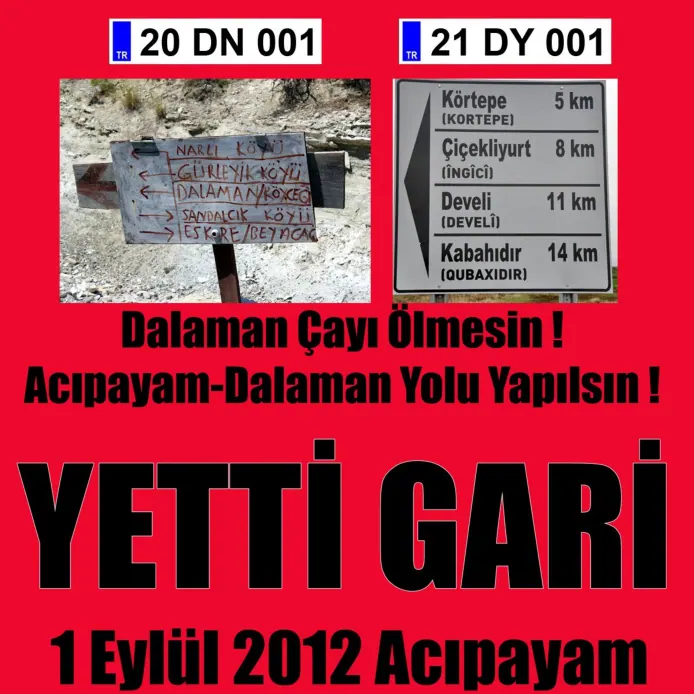 TR 20 DN 001
TR 21 DY 001
NARLI KÖYÜ
GÜRLEYİK KÖYÜ
DALAMAN/KÖYCEĞ
SANDALCIK KÖYÜ
ESKERE/BEYAĞAÇ
Körtepe 5 km
(KORTEPE)
Çiçekliyurt 8 km
(İNGÎCÎ)
Develi 11 km
(DEVELÎ)
Kabahıdır 14 km
(QUBAXIDIR)
Dalaman Çayı Ölmesin !
Acıpayam-Dalaman Yolu Yapılsın !
YETTİ GARİ
1 Eylül 2012 Acıpayam